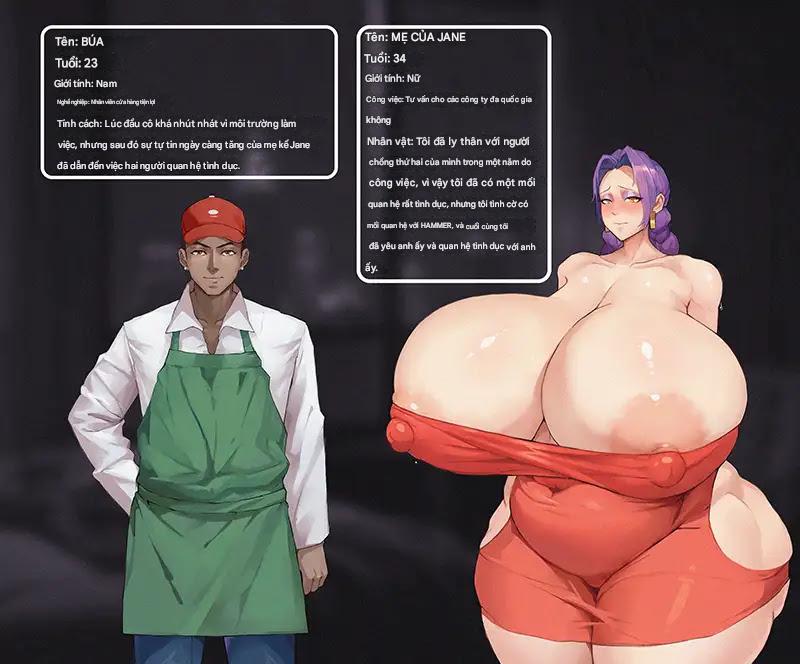 Tên: BÚA
Tuổi: 23
Giới tính: Nam
Nghề nghiệp: Nhân viên cửa hàng tiện lợi
Tính cách: Lúc đầu cô khá nhút nhát vì môi trường làm
việc, nhưng sau đó sự tự tin ngày càng tăng của mẹ kế Jane
đã dẫn đến việc hai người quan hệ tình dục.
Tên: MẸ CỦA JANE
Tuổi: 34
Giới tính: Nữ
Công việc: Tư vấn cho các công ty đa quốc gia
không
Nhân vật: Tôi đã ly thân với người
chồng thứ hai của mình trong một năm do
công việc, vì vậy tôi đã có một mối
quan hệ rất tình dục, nhưng tôi tình cờ có
mối quan hệ với HAMMER, và cuối cùng tôi
đã yêu anh ấy và quan hệ tình dục với anh
ấy.